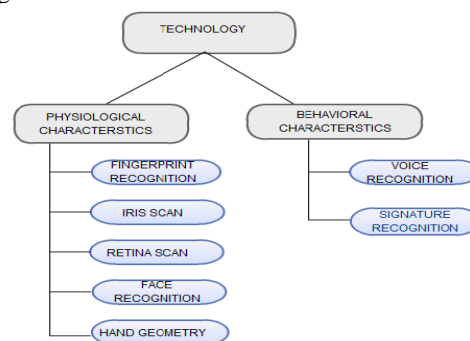 TECHNOLOGY
PHYSIOLOGICAL
CHARACTERSTICS
FINGERPRINT
RECOGNITION
IRIS SCAN
RETINA SCAN
FACE
RECOGNITION
HAND GEOMETRY
BEHAVIORAL
CHARACTERSTICS
VOICE
RECOGNITION
SIGNATURE
RECOGNITION